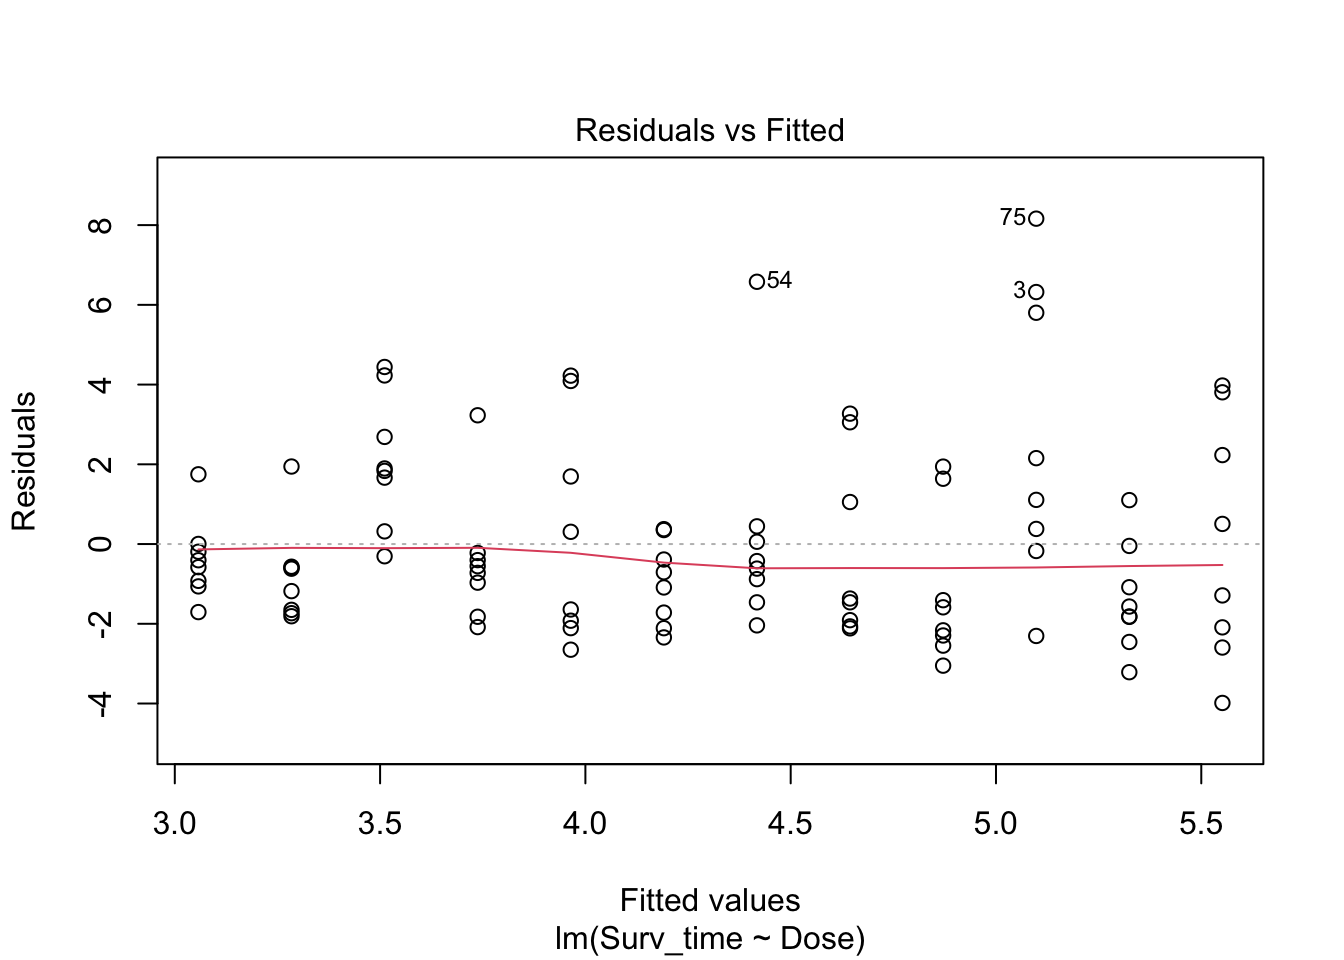 Residuals vs Fitted
Residuals
8
6
4
2
0
-2
-4
75
54
3
3.0 3.5 4.0 4.5 5.0 5.5
Fitted values
lm(Surv_time ~ Dose)